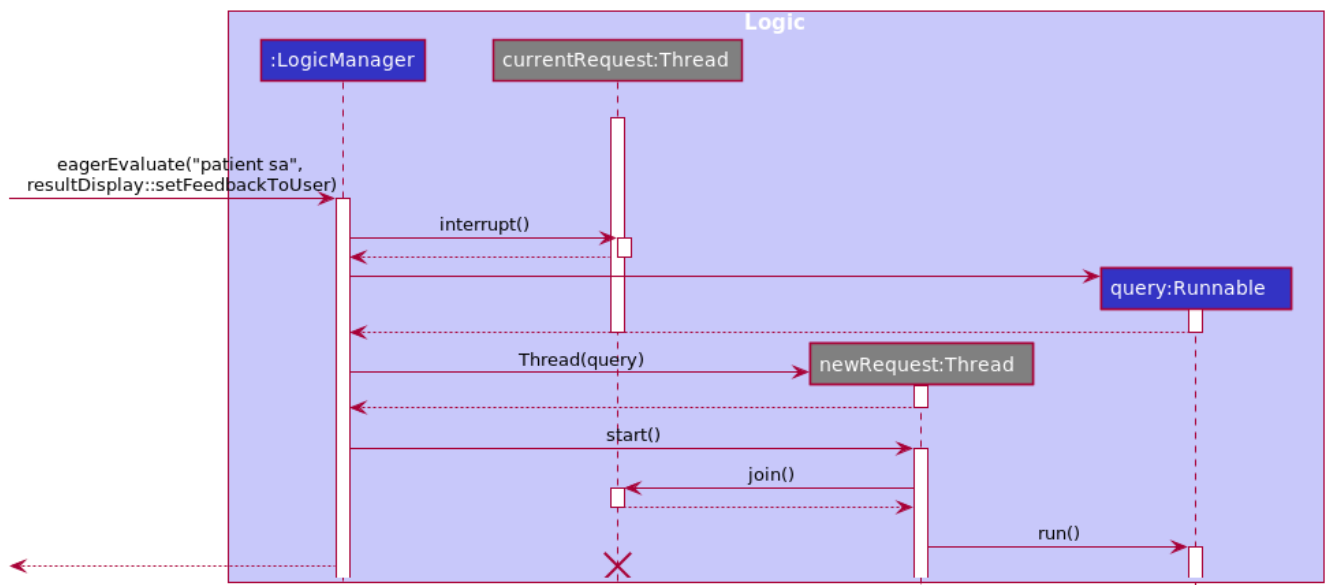 Logic
:LogicManager
currentRequest:Thread
eagerEvaluate("patient sa",
resultDisplay::setFeedbackToUser)
interrupt()
query:Runnable
Thread(query)
newRequest:Thread
start()
join()
run()